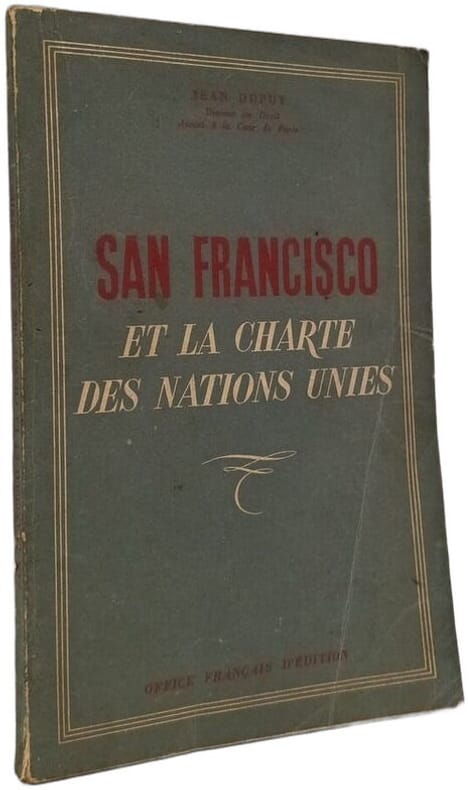 JEAN DUPUY
Docteur en Droit
Avocat à la Cour de Paris
SAN FRANCISCO
ET LA CHARTE
DES NATIONS UNIES
OFFICE FRANÇAIS D'ÉDITION